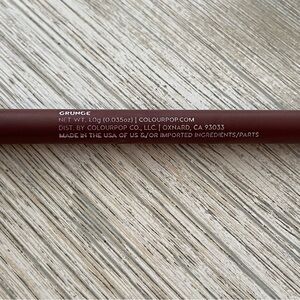 GRUNGE
NET WT. 1.0g (0.035oz) | COLOURPOP.COM
DIST. BY COLOURPOP CO., LLC. | OXNARD, CA 93033
MADE IN THE USA OF US &/OR IMPORTED INGREDIENTS/PARTS